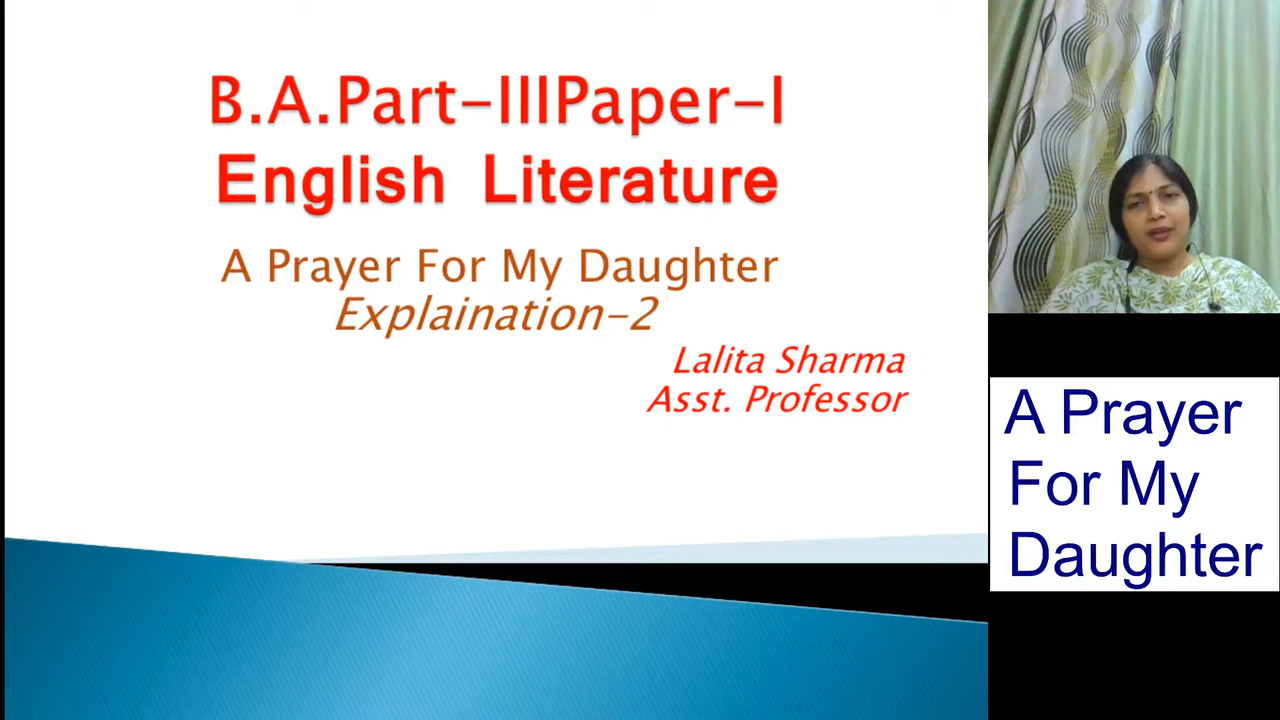 B.A.Part-IIIPaper-I
English Literature
A Prayer For My Daughter
Explaination-2
Lalita Sharma
Asst. Professor
A Prayer
For My
Daughter